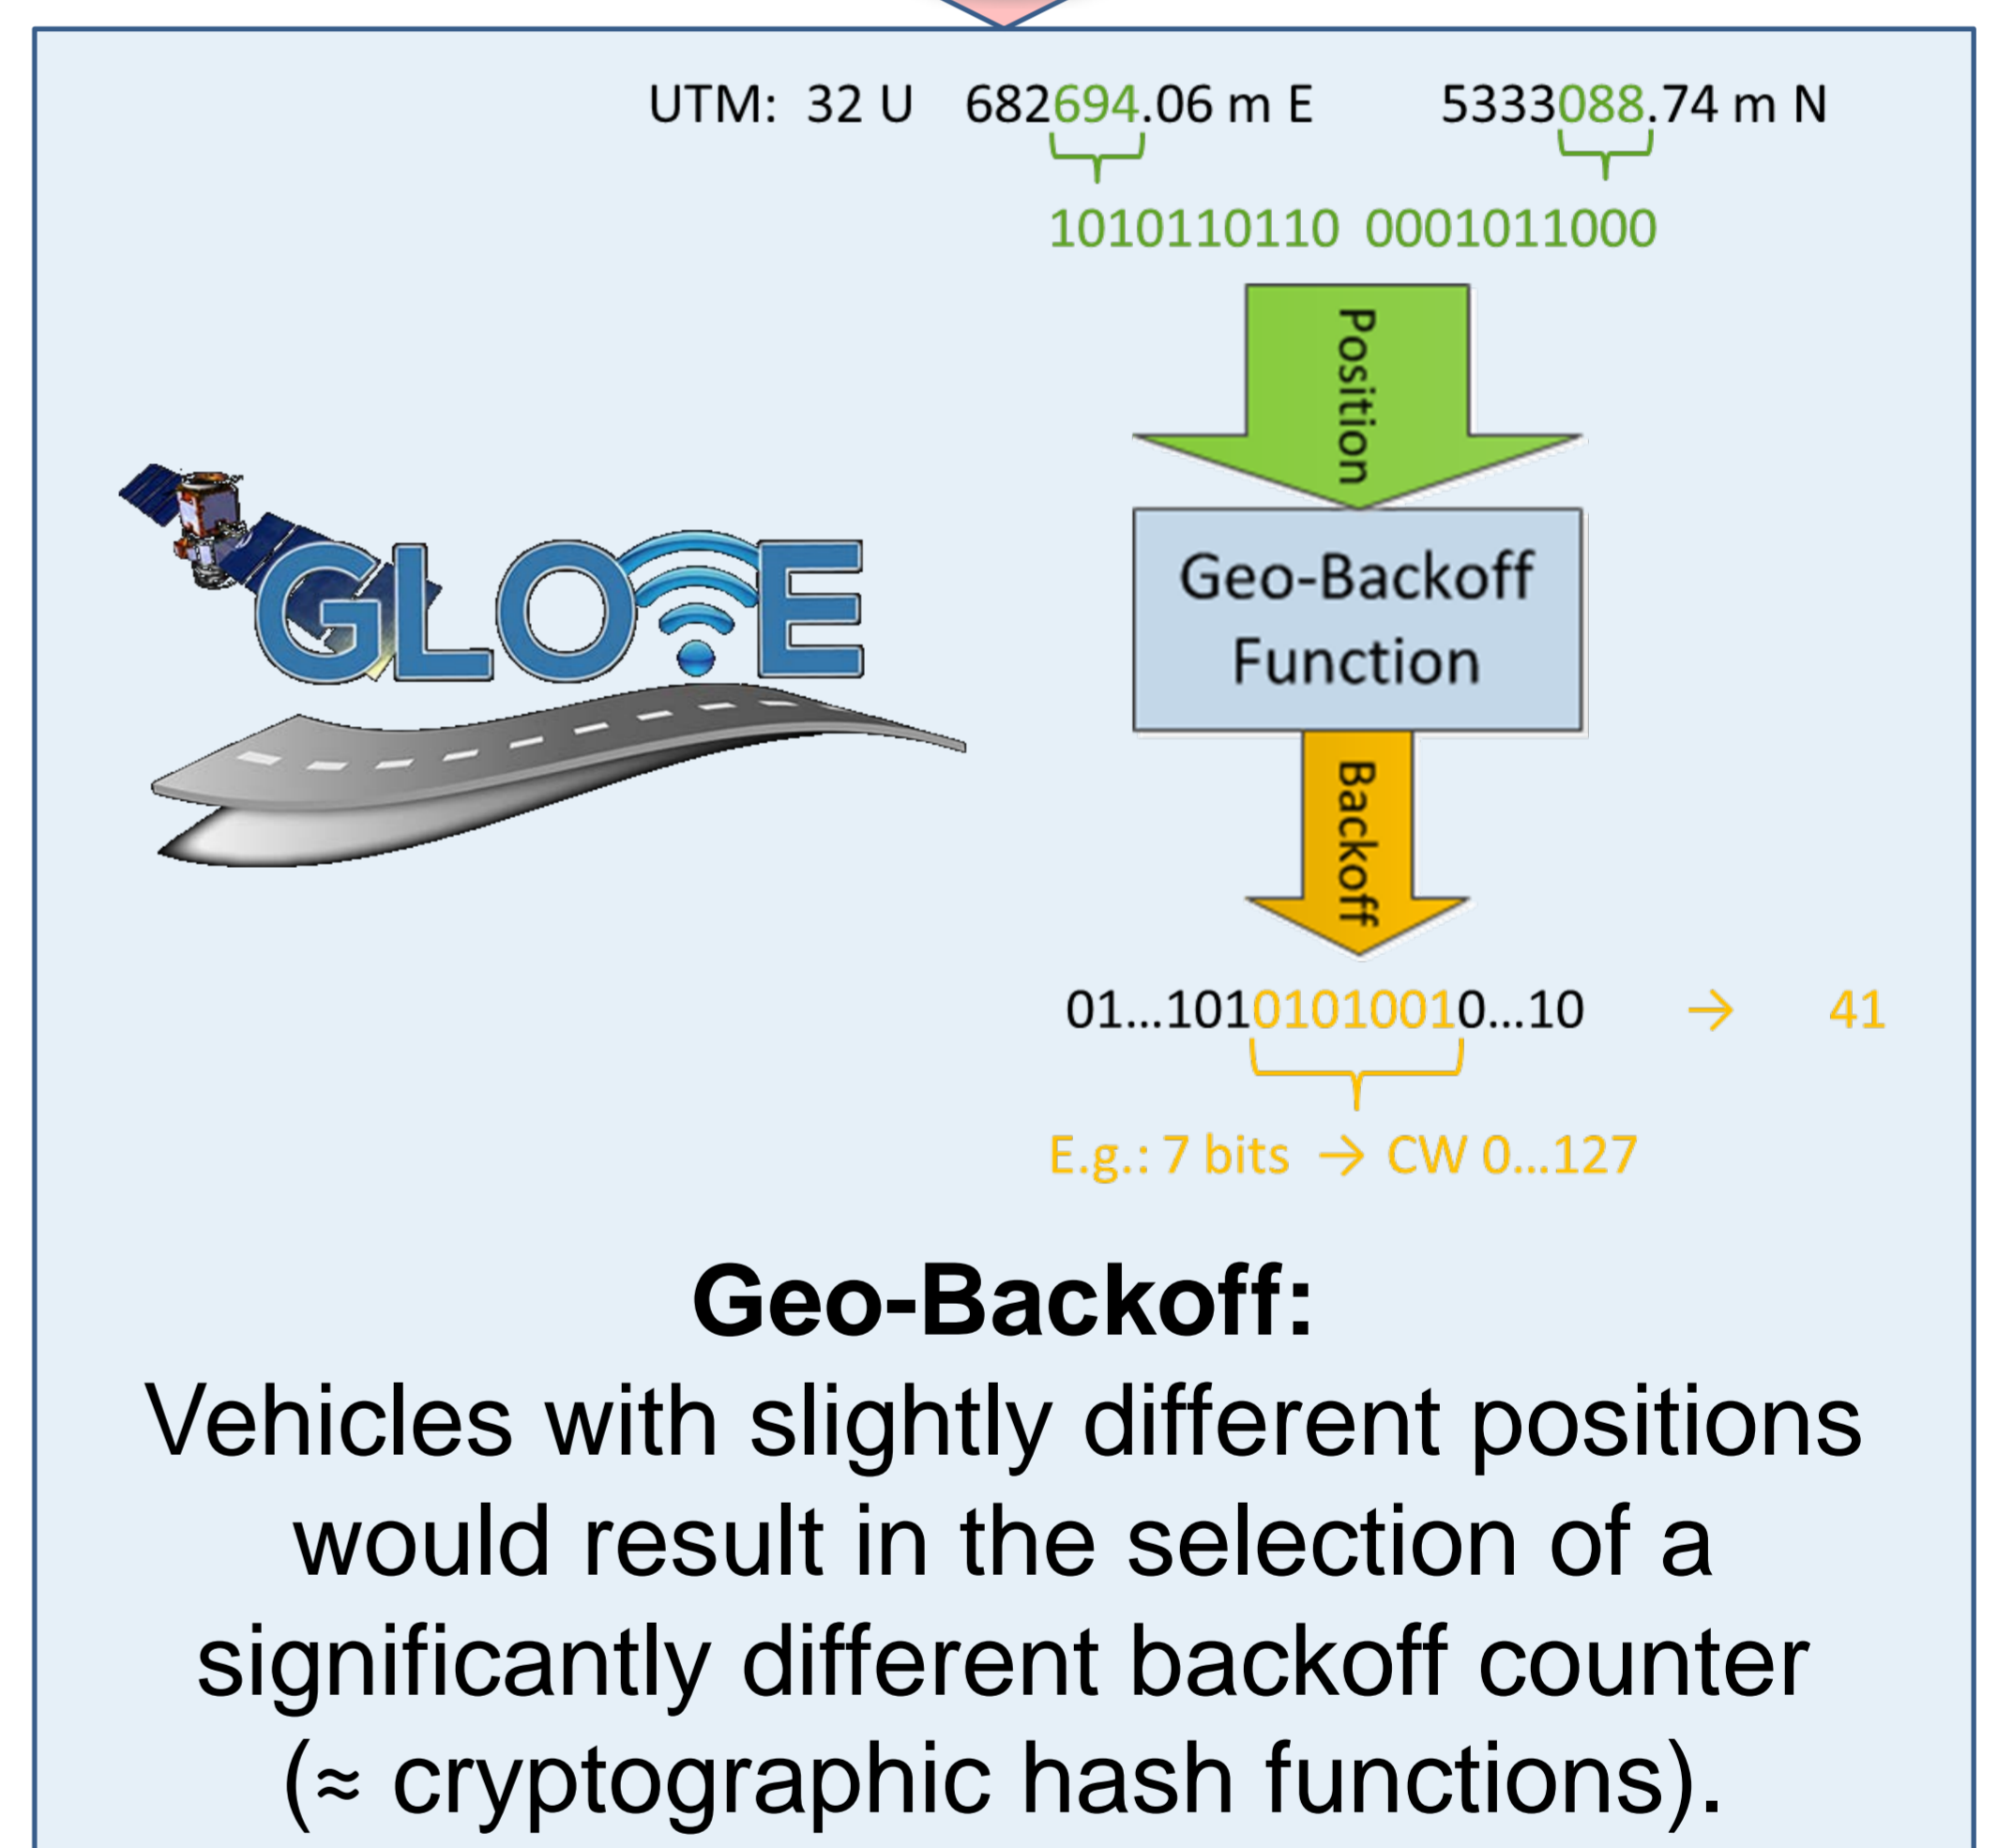 UTM: 32 U 682694.06 m E 5333088.74 m N
1010110110 0001011000
Position
GLOVE
Geo-Backoff
Function
Backoff
01...10101010010...10 → 41
E.g.: 7 bits → CW 0...127
Geo-Backoff:
Vehicles with slightly different positions
would result in the selection of a
significantly different backoff counter
(≈ cryptographic hash functions).